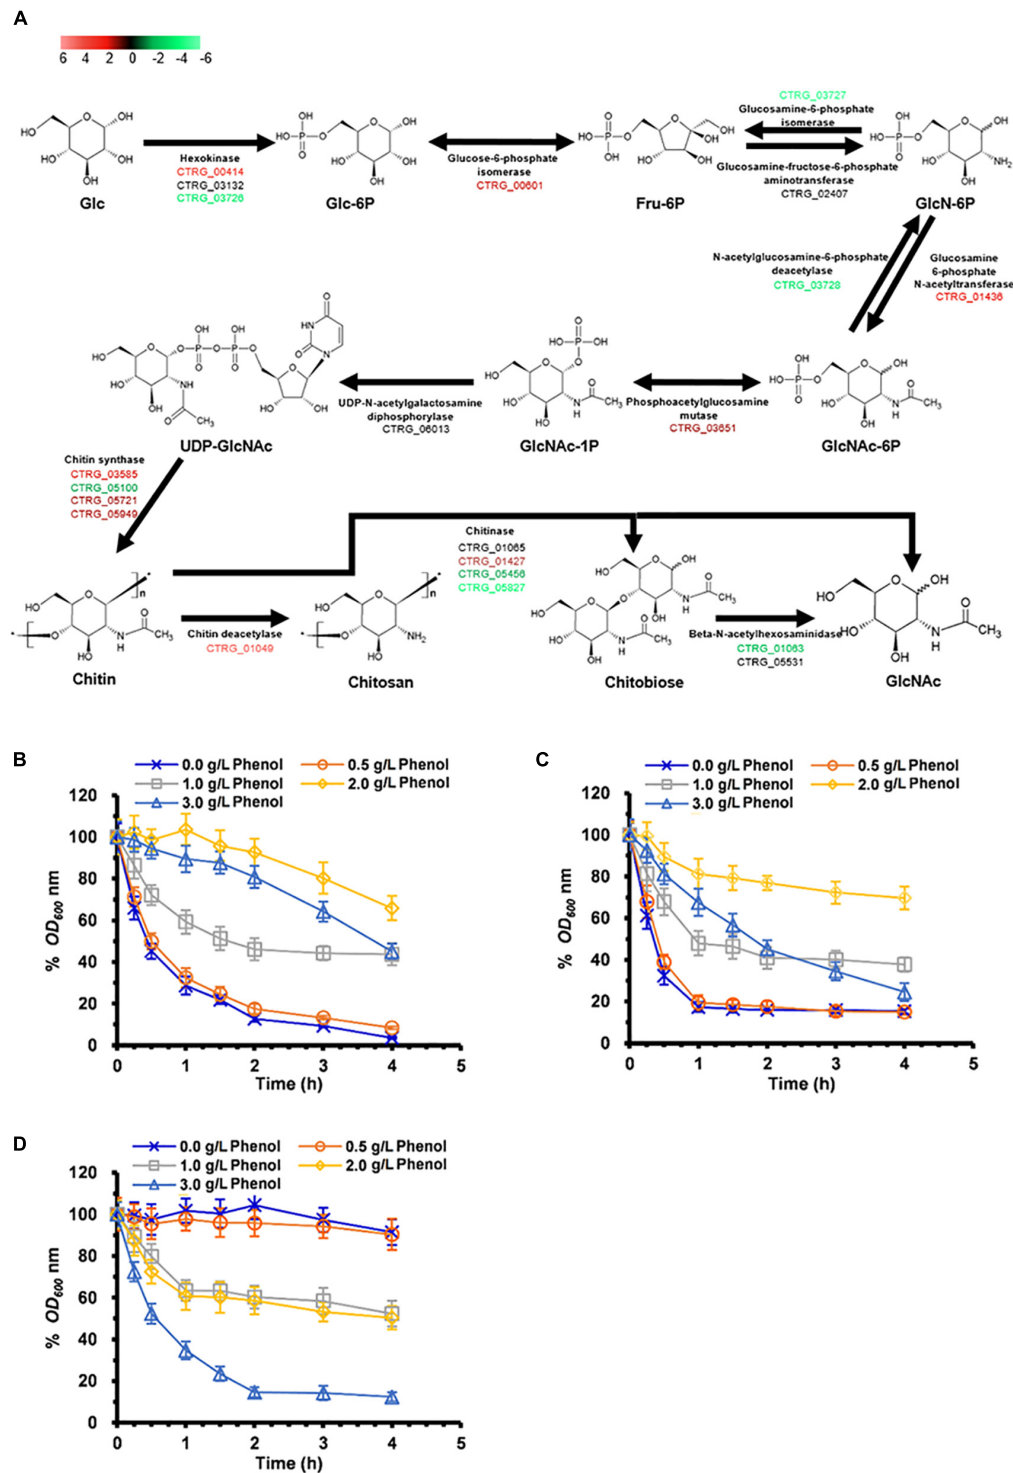 A
6 4 2 0 -2 -4 -6
Glc
Hexokinase
CTRG_00414
CTRG_03132
CTRG_03726
Glc-6P
Glucose-6-phosphate
isomerase
CTRG_00601
Fru-6P
CTRG_03727
Glucosamine-6-phosphate
isomerase
Glucosamine-fructose-6-phosphate
aminotransferase
CTRG_02407
GlcN-6P
N-acetylglucosamine-6-phosphate
deacetylase
CTRG_03728
Glucosamine
6-phosphate
N-acetyltransferase
CTRG_01436
UDP-GlcNAc
UDP-N-acetylgalactosamine
diphosphorylase
CTRG_06013
GlcNAc-1P
Phosphoacetylglucosamine
mutase
CTRG_03651
GlcNAc-6P
Chitin synthase
CTRG_03585
CTRG_05100
CTRG_05721
CTRG_05949
Chitinase
CTRG_01065
CTRG_01427
CTRG_05456
CTRG_05827
Chitin
Chitin deacetylase
CTRG_01049
Chitosan
Chitobiose
Beta-N-acetylhexosaminidase
CTRG_01063
CTRG_05531
GlcNAc
B
0.0 g/L Phenol 0.5 g/L Phenol
1.0 g/L Phenol 2.0 g/L Phenol
3.0 g/L Phenol
% OD600 nm
120
100
80
60
40
20
0
0 1 2 3 4 5
Time (h)
C
0.0 g/L Phenol 0.5 g/L Phenol
1.0 g/L Phenol 2.0 g/L Phenol
3.0 g/L Phenol
% OD600 nm
120
100
80
60
40
20
0
0 1 2 3 4 5
Time (h)
D
0.0 g/L Phenol 0.5 g/L Phenol
1.0 g/L Phenol 2.0 g/L Phenol
3.0 g/L Phenol
% OD600 nm
120
100
80
60
40
20
0
0 1 2 3 4 5
Time (h)